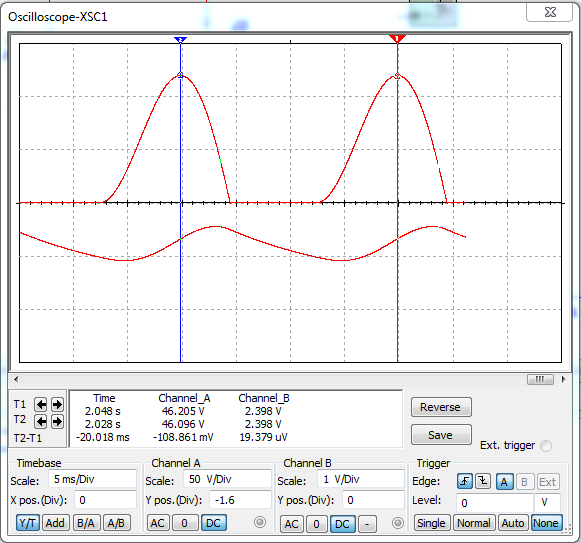 Oscilloscope-XSC1
2 1
T1
T2
T2-T1
Time Channel_A Channel_B
2.048 s 46.205 V 2.398 V
2.028 s 46.096 V 2.398 V
-20.018 ms -108.861 mV 19.379 uV
Reverse
Save
Ext. trigger
Timebase
Scale: 5 ms/Div
X pos.(Div): 0
Y/T Add B/A A/B
Channel A
Scale: 50 V/Div
Y pos.(Div): -1.6
AC 0 DC
Channel B
Scale: 1 V/Div
Y pos.(Div): 0
AC 0 DC -
Trigger
Edge: A B Ext
Level: 0 V
Single Normal Auto None